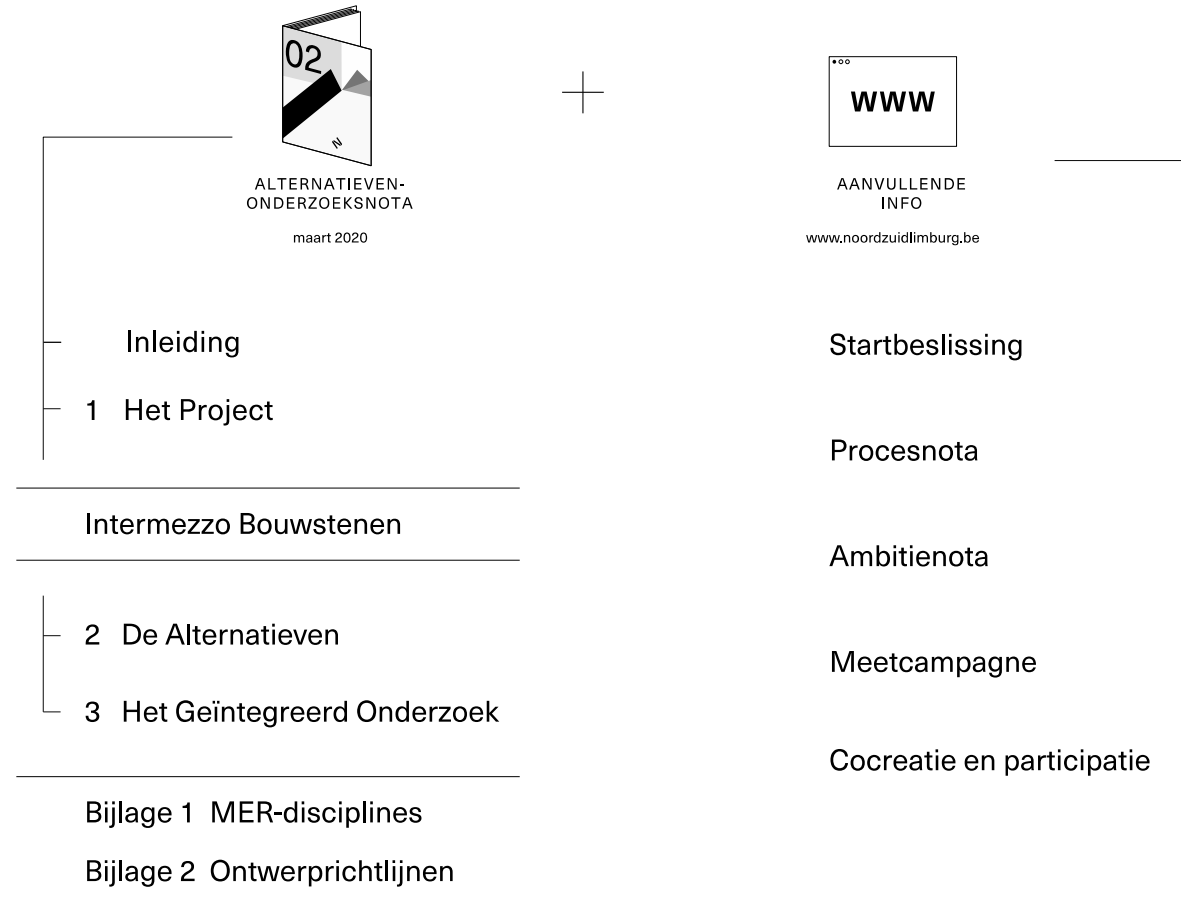 02
N
ALTERNATIEVEN-
ONDERZOEKSNOTA
maart 2020
Inleiding
1 Het Project
Intermezzo Bouwstenen
2 De Alternatieven
3 Het Geïntegreerd Onderzoek
Bijlage 1 MER-disciplines
Bijlage 2 Ontwerprichtlijnen
www
AANVULLENDE
INFO
www.noordzuidlimburg.be
Startbeslissing
Procesnota
Ambitienota
Meetcampagne
Cocreatie en participatie